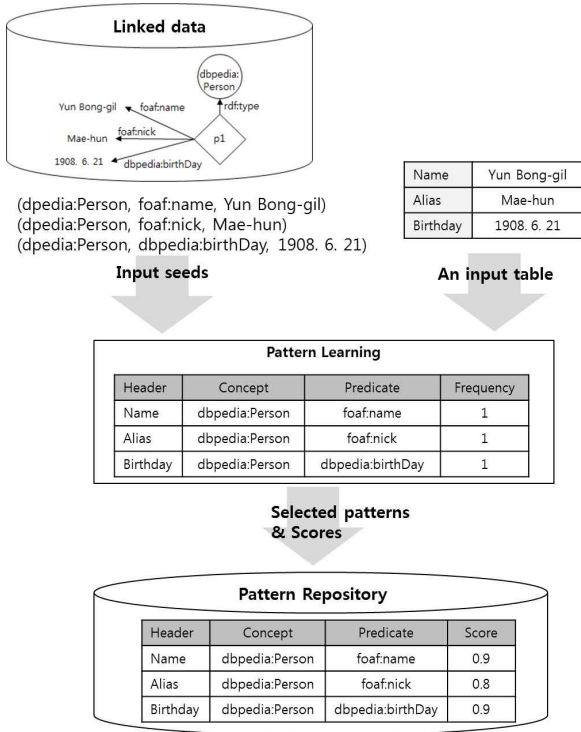 Linked data
dbpedia:
Person
rdf:type
Yun Bong-gil
foaf:name
foaf:nick
Mae-hun
p1
1908. 6. 21
dbpedia:birthDay
(dpedia:Person, foaf:name, Yun Bong-gil)
(dpedia:Person, foaf:nick, Mae-hun)
(dpedia:Person, dbpedia:birthDay, 1908. 6. 21)
Name Yun Bong-gil
Alias Mae-hun
Birthday 1908. 6. 21
Input seeds
An input table
Pattern Learning
Header Concept Predicate Frequency
Name dbpedia:Person foaf:name 1
Alias dbpedia:Person foaf:nick 1
Birthday dbpedia:Person dbpedia:birthDay 1
Selected patterns
& Scores
Pattern Repository
Header Concept Predicate Score
Name dbpedia:Person foaf:name 0.9
Alias dbpedia:Person foaf:nick 0.8
Birthday dbpedia:Person dbpedia:birthDay 0.9